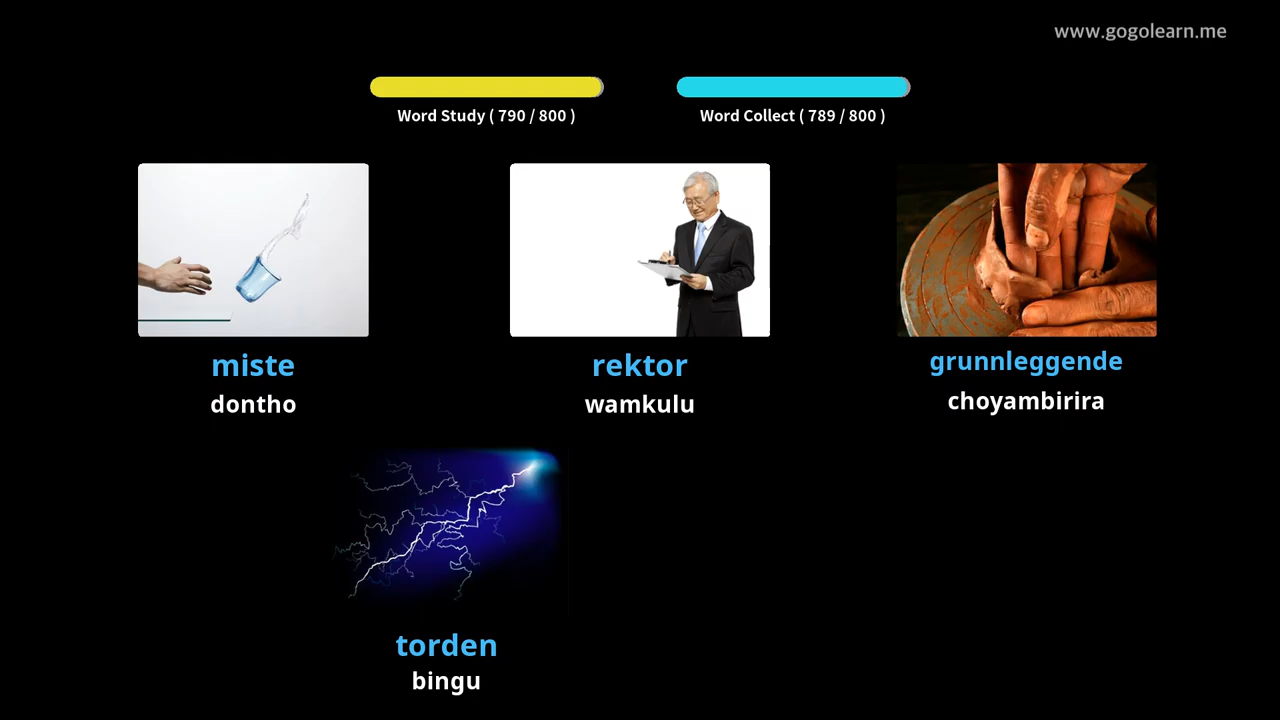 www.gogolearn.me
Word Study ( 790 / 800 )
Word Collect ( 789 / 800 )
miste
dontho
rektor
wamkulu
grunnleggende
choyambirira
torden
bingu